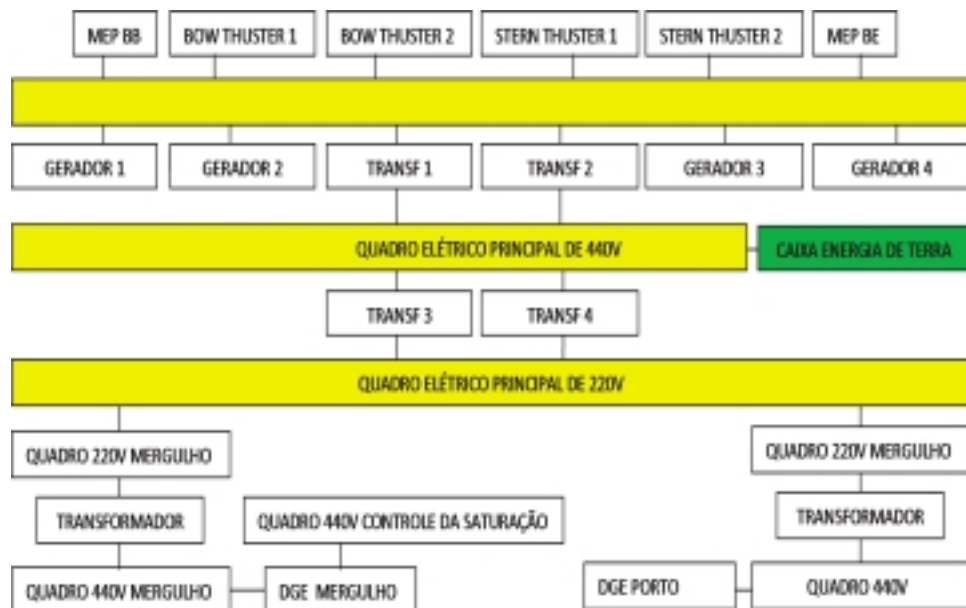 MEP BB
BOW THUSTER 1
BOW THUSTER 2
STERN THUSTER 1
STERN THUSTER 2
MEP BE
GERADOR 1
GERADOR 2
TRANSF 1
TRANSF 2
GERADOR 3
GERADOR 4
QUADRO ELÉTRICO PRINCIPAL DE 440V
CAIXA ENERGIA DE TERRA
TRANSF 3
TRANSF 4
QUADRO ELÉTRICO PRINCIPAL DE 220V
QUADRO 220V MERGULHO
QUADRO 220V MERGULHO
TRANSFORMADOR
QUADRO 440V CONTROLE DA SATURAÇÃO
TRANSFORMADOR
QUADRO 440V MERGULHO
DGE MERGULHO
DGE PORTO
QUADRO 440V